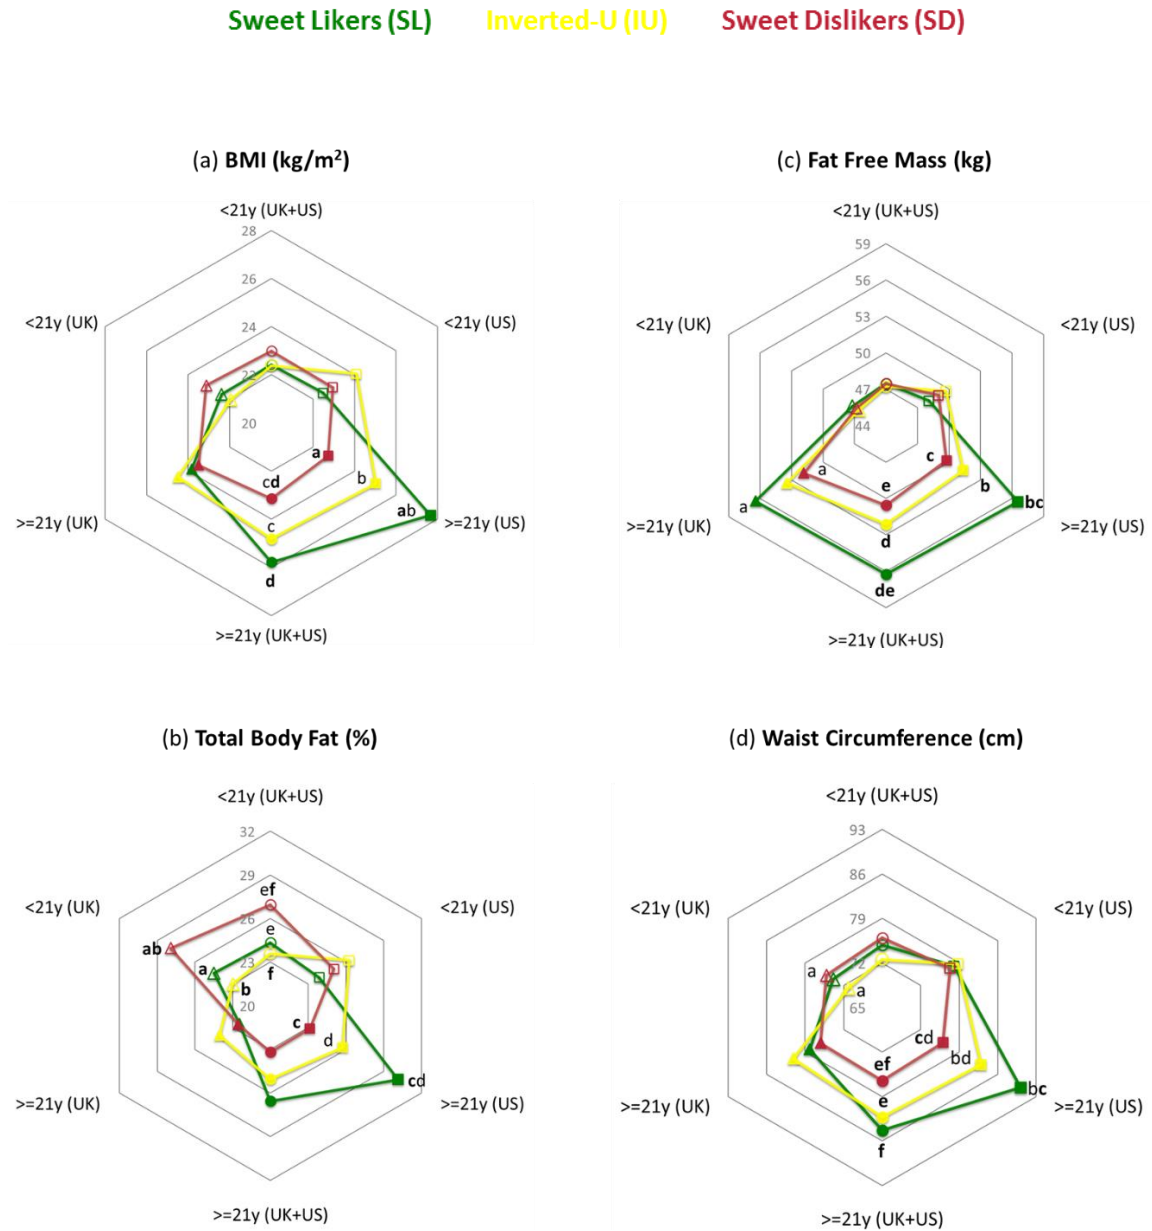 Sweet Likers (SL) Inverted-U (IU) Sweet Dislikers (SD)
(a) BMI (kg/m²)
<21y (UK+US)
28
26
<21y (UK)
<21y (US)
24
22
20
a
cd
b
c
ab
>=21y (UK)
>=21y (US)
d
>=21y (UK+US)
(c) Fat Free Mass (kg)
<21y (UK+US)
59
56
<21y (UK)
<21y (US)
53
50
47
44
a
c
e
b
a
bc
>=21y (UK)
>=21y (US)
d
de
>=21y (UK+US)
(b) Total Body Fat (%)
<21y (UK+US)
32
29
ef
<21y (UK)
<21y (US)
26
e
ab
23
f
a
b
20
c
d
cd
>=21y (UK)
>=21y (US)
>=21y (UK+US)
(d) Waist Circumference (cm)
<21y (UK+US)
93
86
<21y (UK)
<21y (US)
79
72
a
a
65
cd
bd
ef
bc
e
>=21y (UK)
>=21y (US)
f
>=21y (UK+US)